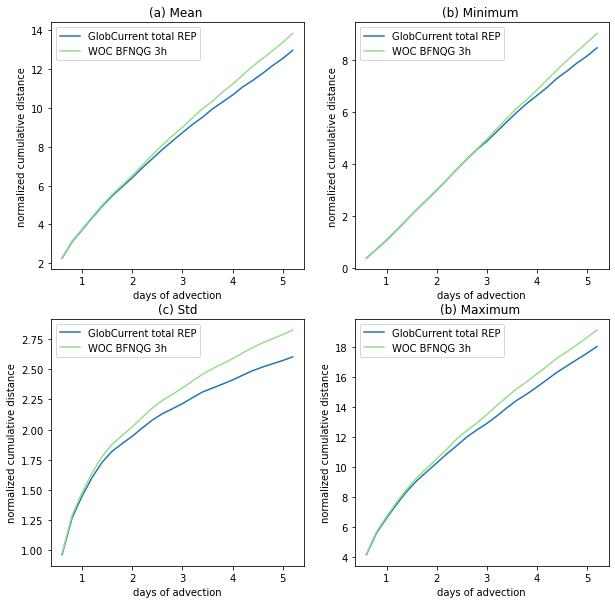 (a) Mean
GlobCurrent total REP
WOC BFNQG 3h
14
12
10
8
6
4
2
normalized cumulative distance
1 2 3 4 5
days of advection
(b) Minimum
GlobCurrent total REP
WOC BFNQG 3h
8
6
4
2
0
normalized cumulative distance
1 2 3 4 5
days of advection
(c) Std
GlobCurrent total REP
WOC BFNQG 3h
2.75
2.50
2.25
2.00
1.75
1.50
1.25
1.00
normalized cumulative distance
1 2 3 4 5
days of advection
(b) Maximum
GlobCurrent total REP
WOC BFNQG 3h
18
16
14
12
10
8
6
4
normalized cumulative distance
1 2 3 4 5
days of advection